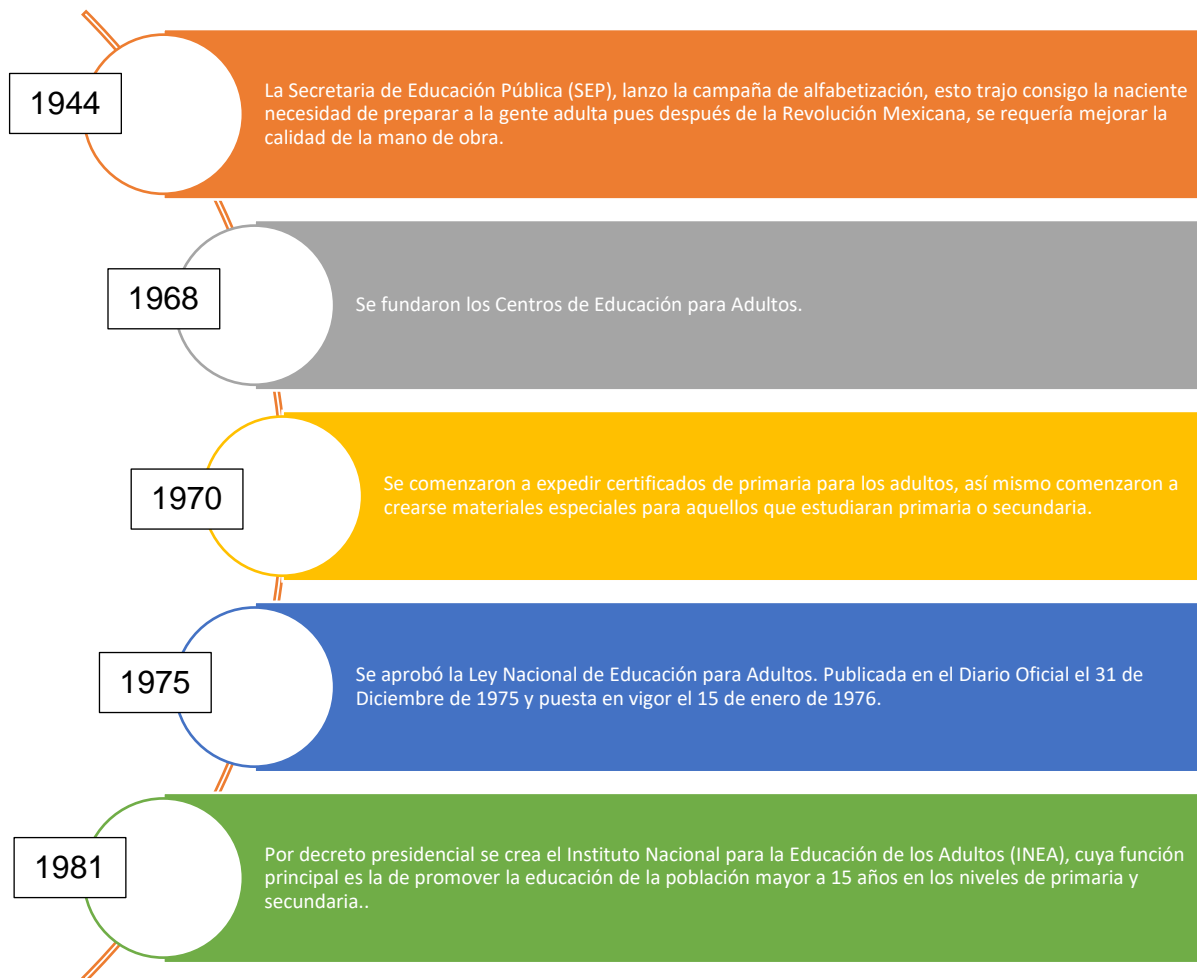 1944
La Secretaria de Educación Pública (SEP), lanzo la campaña de alfabetización, esto trajo consigo la naciente
necesidad de preparar a la gente adulta pues después de la Revolución Mexicana, se requería mejorar la
calidad de la mano de obra.
1968
Se fundaron los Centros de Educación para Adultos.
1970
Se comenzaron a expedir certificados de primaria para los adultos, así mismo comenzaron a
crearse materiales especiales para aquellos que estudiaran primaria o secundaria.
1975
Se aprobó la Ley Nacional de Educación para Adultos. Publicada en el Diario Oficial el 31 de
Diciembre de 1975 y puesta en vigor el 15 de enero de 1976.
1981
Por decreto presidencial se crea el Instituto Nacional para la Educación de los Adultos (INEA), cuya función
principal es la de promover la educación de la población mayor a 15 años en los niveles de primaria y
secundaria..